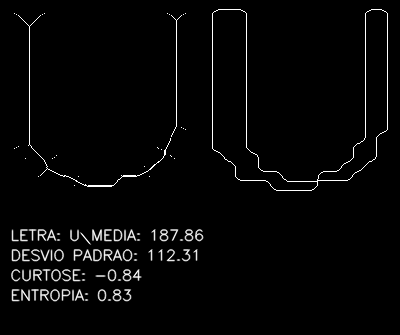 LETRA: U\MEDIA: 187.86
DESVIO PADRAO: 112.31
CURTOSE: -0.84
ENTROPIA: 0.83